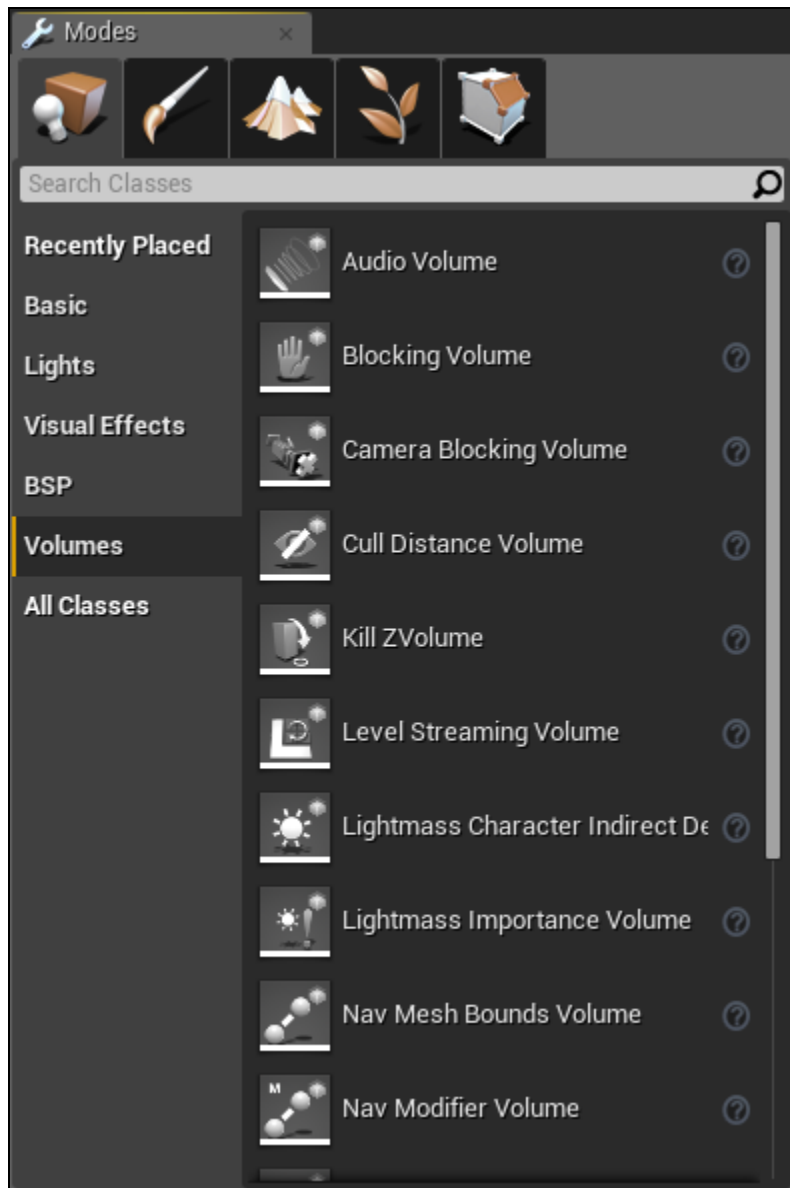 Modes
Search Classes
Recently Placed
Basic
Lights
Visual Effects
BSP
Volumes
All Classes
Audio Volume
Blocking Volume
Camera Blocking Volume
Cull Distance Volume
Kill ZVolume
Level Streaming Volume
Lightmass Character Indirect De
Lightmass Importance Volume
Nav Mesh Bounds Volume
M
Nav Modifier Volume